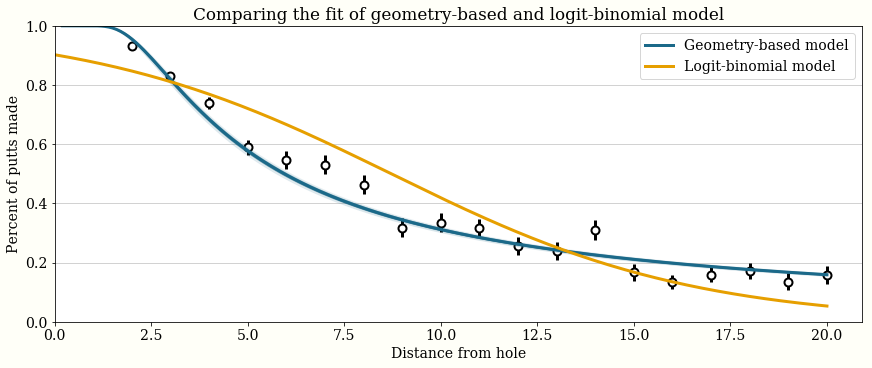 Comparing the fit of geometry-based and logit-binomial model
Geometry-based model
Logit-binomial model
Percent of putts made
1.0
0.8
0.6
0.4
0.2
0.0
0.0 2.5 5.0 7.5 10.0 12.5 15.0 17.5 20.0
Distance from hole